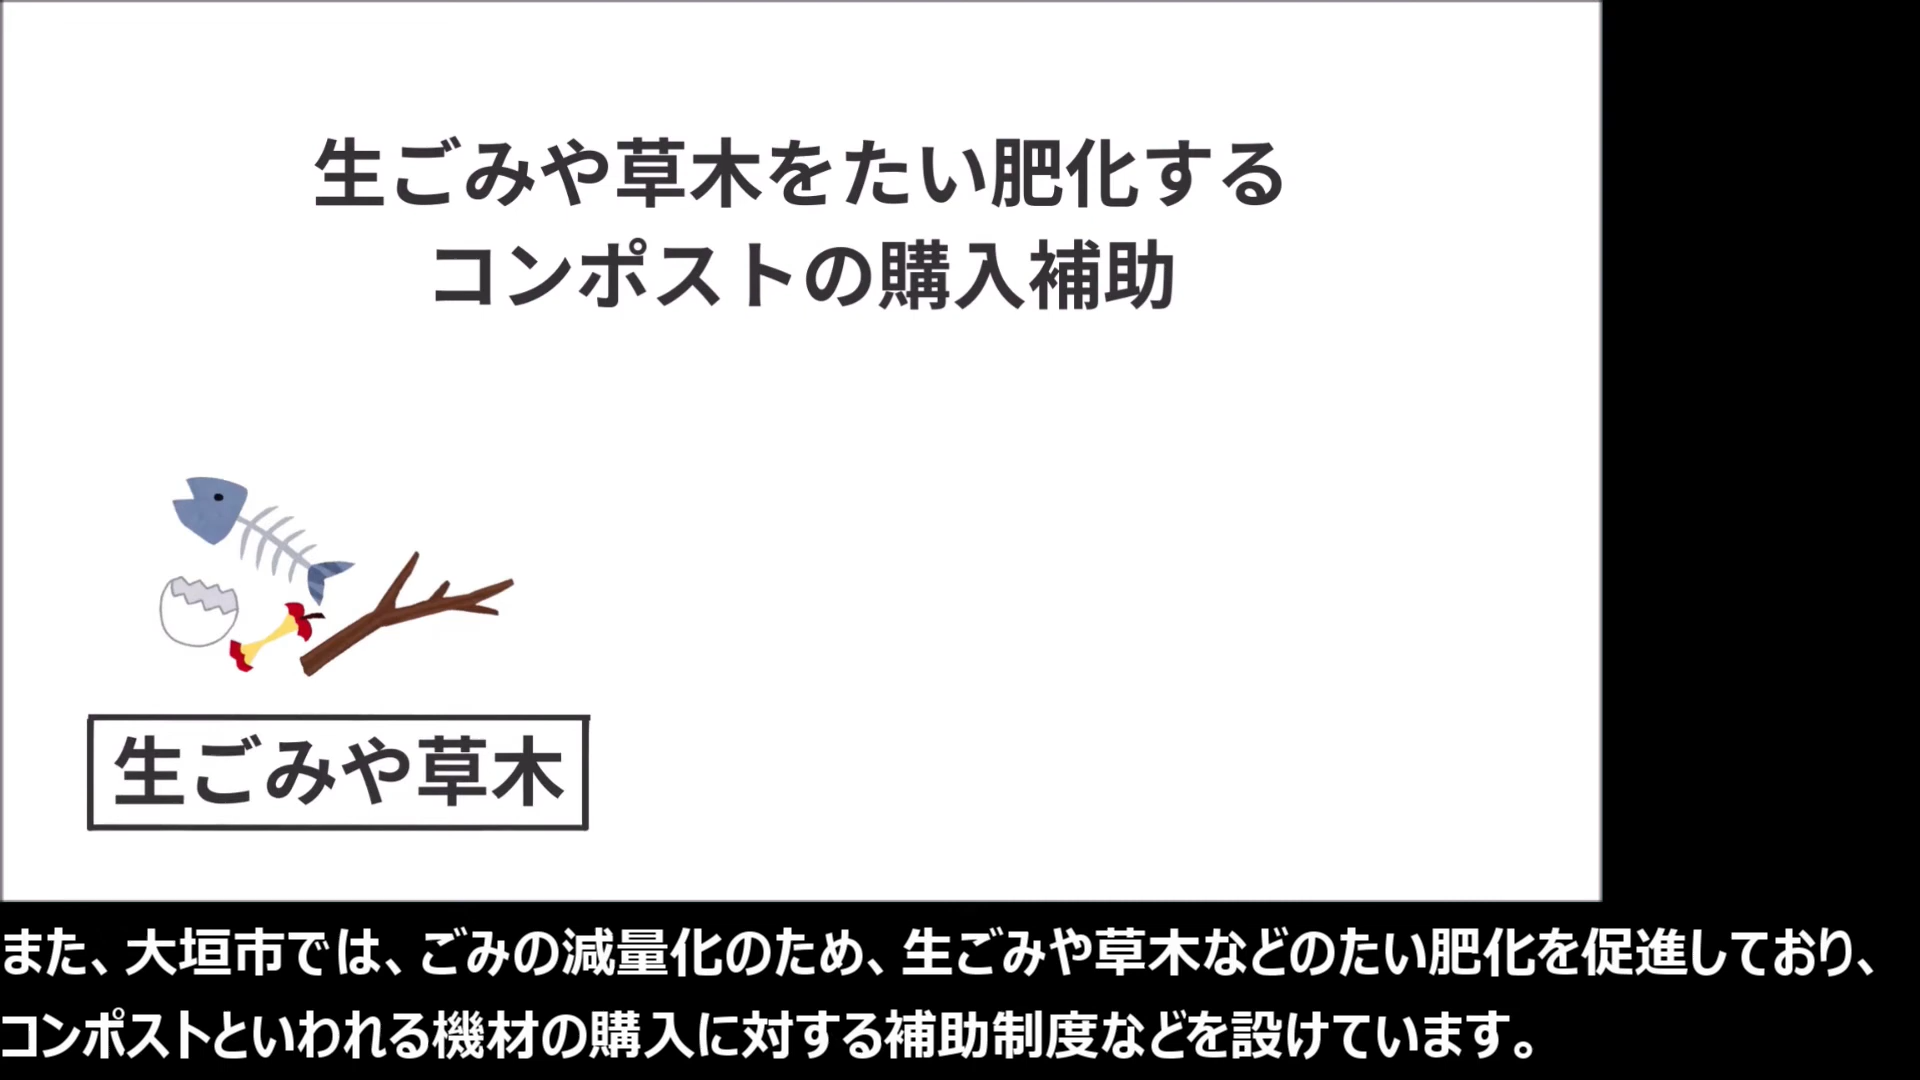 生ごみや草木をたい肥化する
コンポストの購入補助
生ごみや草木
また、大垣市では、ごみの減量化のため、生ごみや草木などのたい肥化を促進しており、
コンポストといわれる機材の購入に対する補助制度などを設けています。